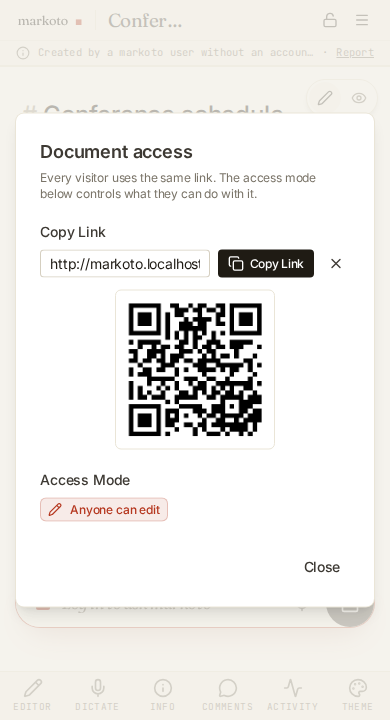 markoto
Confer...
Created by a markoto user without an accoun… · Report
# Conference schedule
Document access
Every visitor uses the same link. The access mode
below controls what they can do with it.
Copy Link
http://markoto.localhost
Copy Link
Access Mode
Anyone can edit
Close
EDITOR DICTATE INFO COMMENTS ACTIVITY THEME